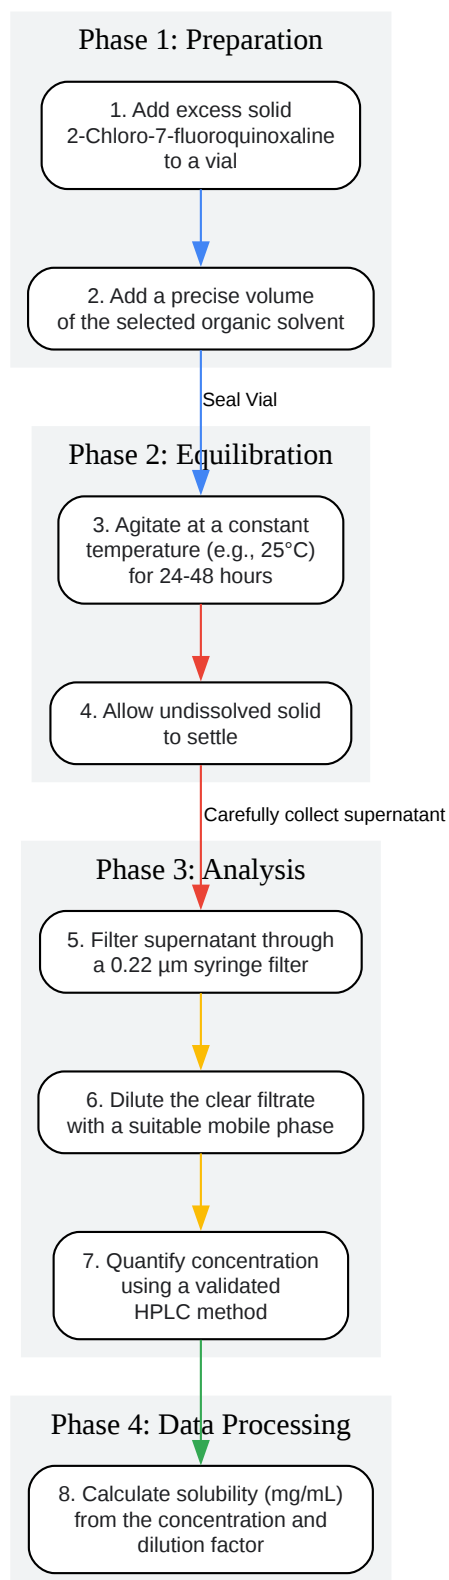 Phase 1: Preparation
1. Add excess solid
2-Chloro-7-fluoroquinoxaline
to a vial
2. Add a precise volume
of the selected organic solvent
Seal Vial
Phase 2: Equilibration
3. Agitate at a constant
temperature (e.g., 25°C)
for 24-48 hours
4. Allow undissolved solid
to settle
Carefully collect supernatant
Phase 3: Analysis
5. Filter supernatant through
a 0.22 µm syringe filter
6. Dilute the clear filtrate
with a suitable mobile phase
7. Quantify concentration
using a validated
HPLC method
Phase 4: Data Processing
8. Calculate solubility (mg/mL)
from the concentration and
dilution factor